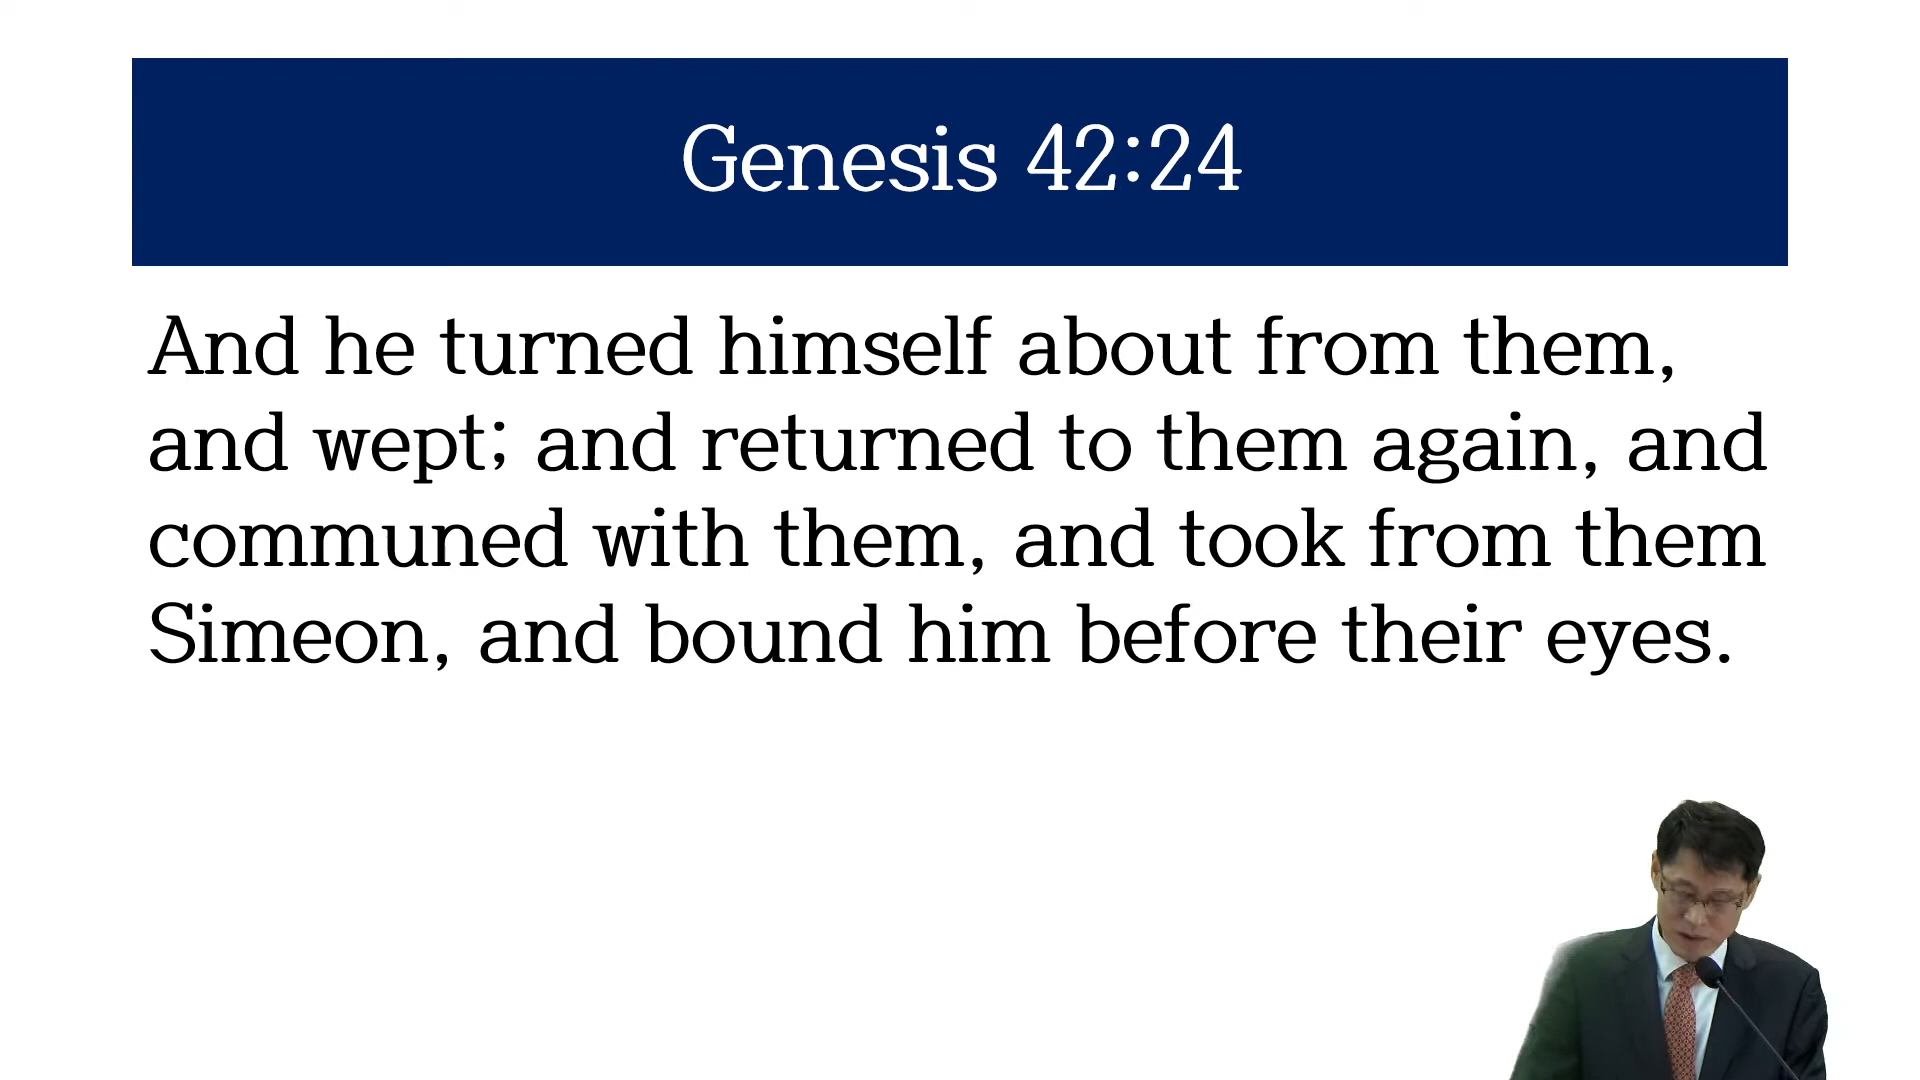 Genesis 42:24
And he turned himself about from them,
and wept; and returned to them again, and
communed with them, and took from them
Simeon, and bound him before their eyes.